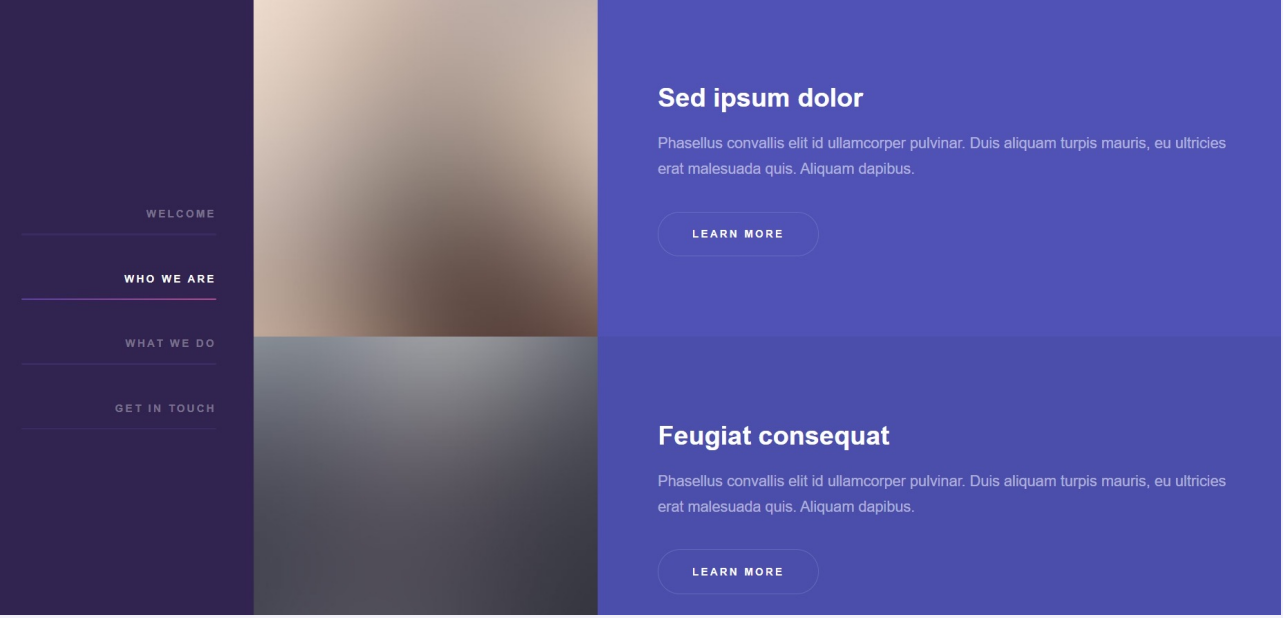 WELCOME
WHO WE ARE
WHAT WE DO
GET IN TOUCH
Sed ipsum dolor
Phasellus convallis elit id ullamcorper pulvinar. Duis aliquam turpis mauris, eu ultricies
erat malesuada quis. Aliquam dapibus.
LEARN MORE
Feugiat consequat
Phasellus convallis elit id ullamcorper pulvinar. Duis aliquam turpis mauris, eu ultricies
erat malesuada quis. Aliquam dapibus.
LEARN MORE